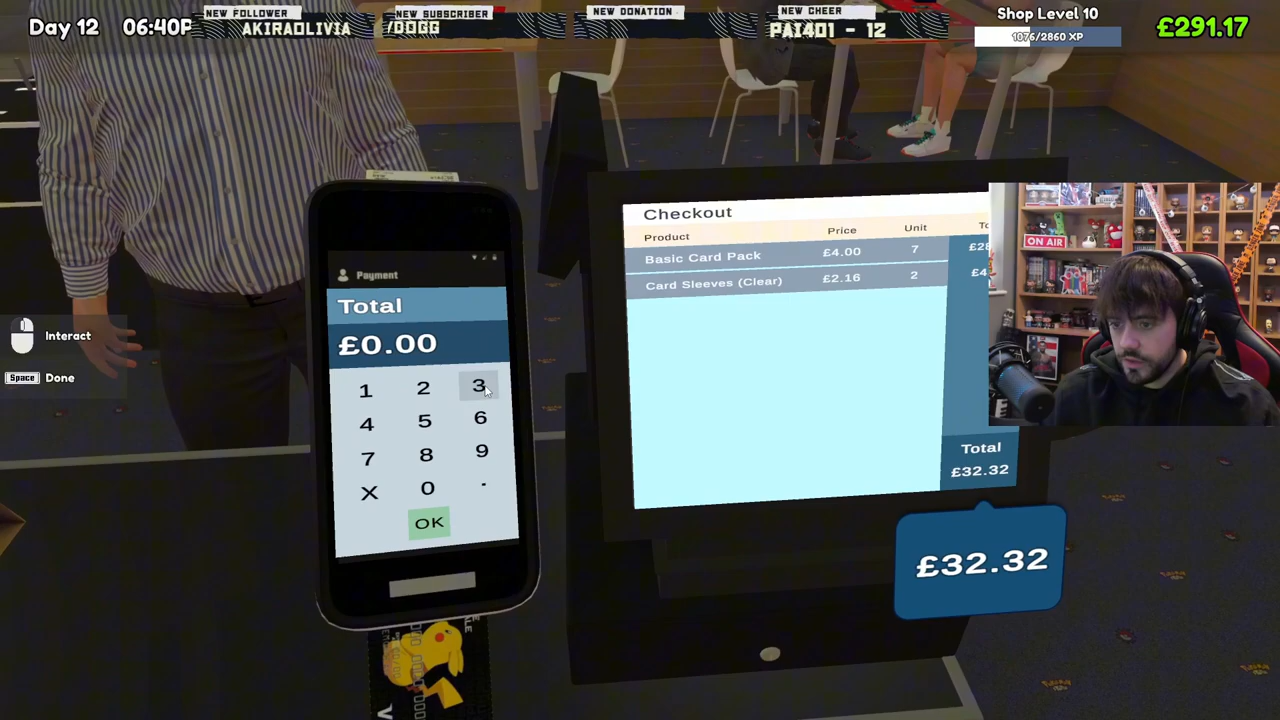 Day 12 06:40P
NEW FOLLOWER
AKIRAOLIVIA
NEW SUBSCRIBER
/DOGG
NEW DONATION
NEW CHEER
PAI401 - 12
Shop Level 10
1076/2860 XP
£291.17
Interact
Space Done
Payment
Total
£0.00
1 2 3
4 5 6
7 8 9
X 0 .
OK
Checkout
Product Price Unit
Basic Card Pack £4.00 7 £28
Card Sleeves (Clear) £2.16 2 £4
Total
£32.32
£32.32
ON AIR